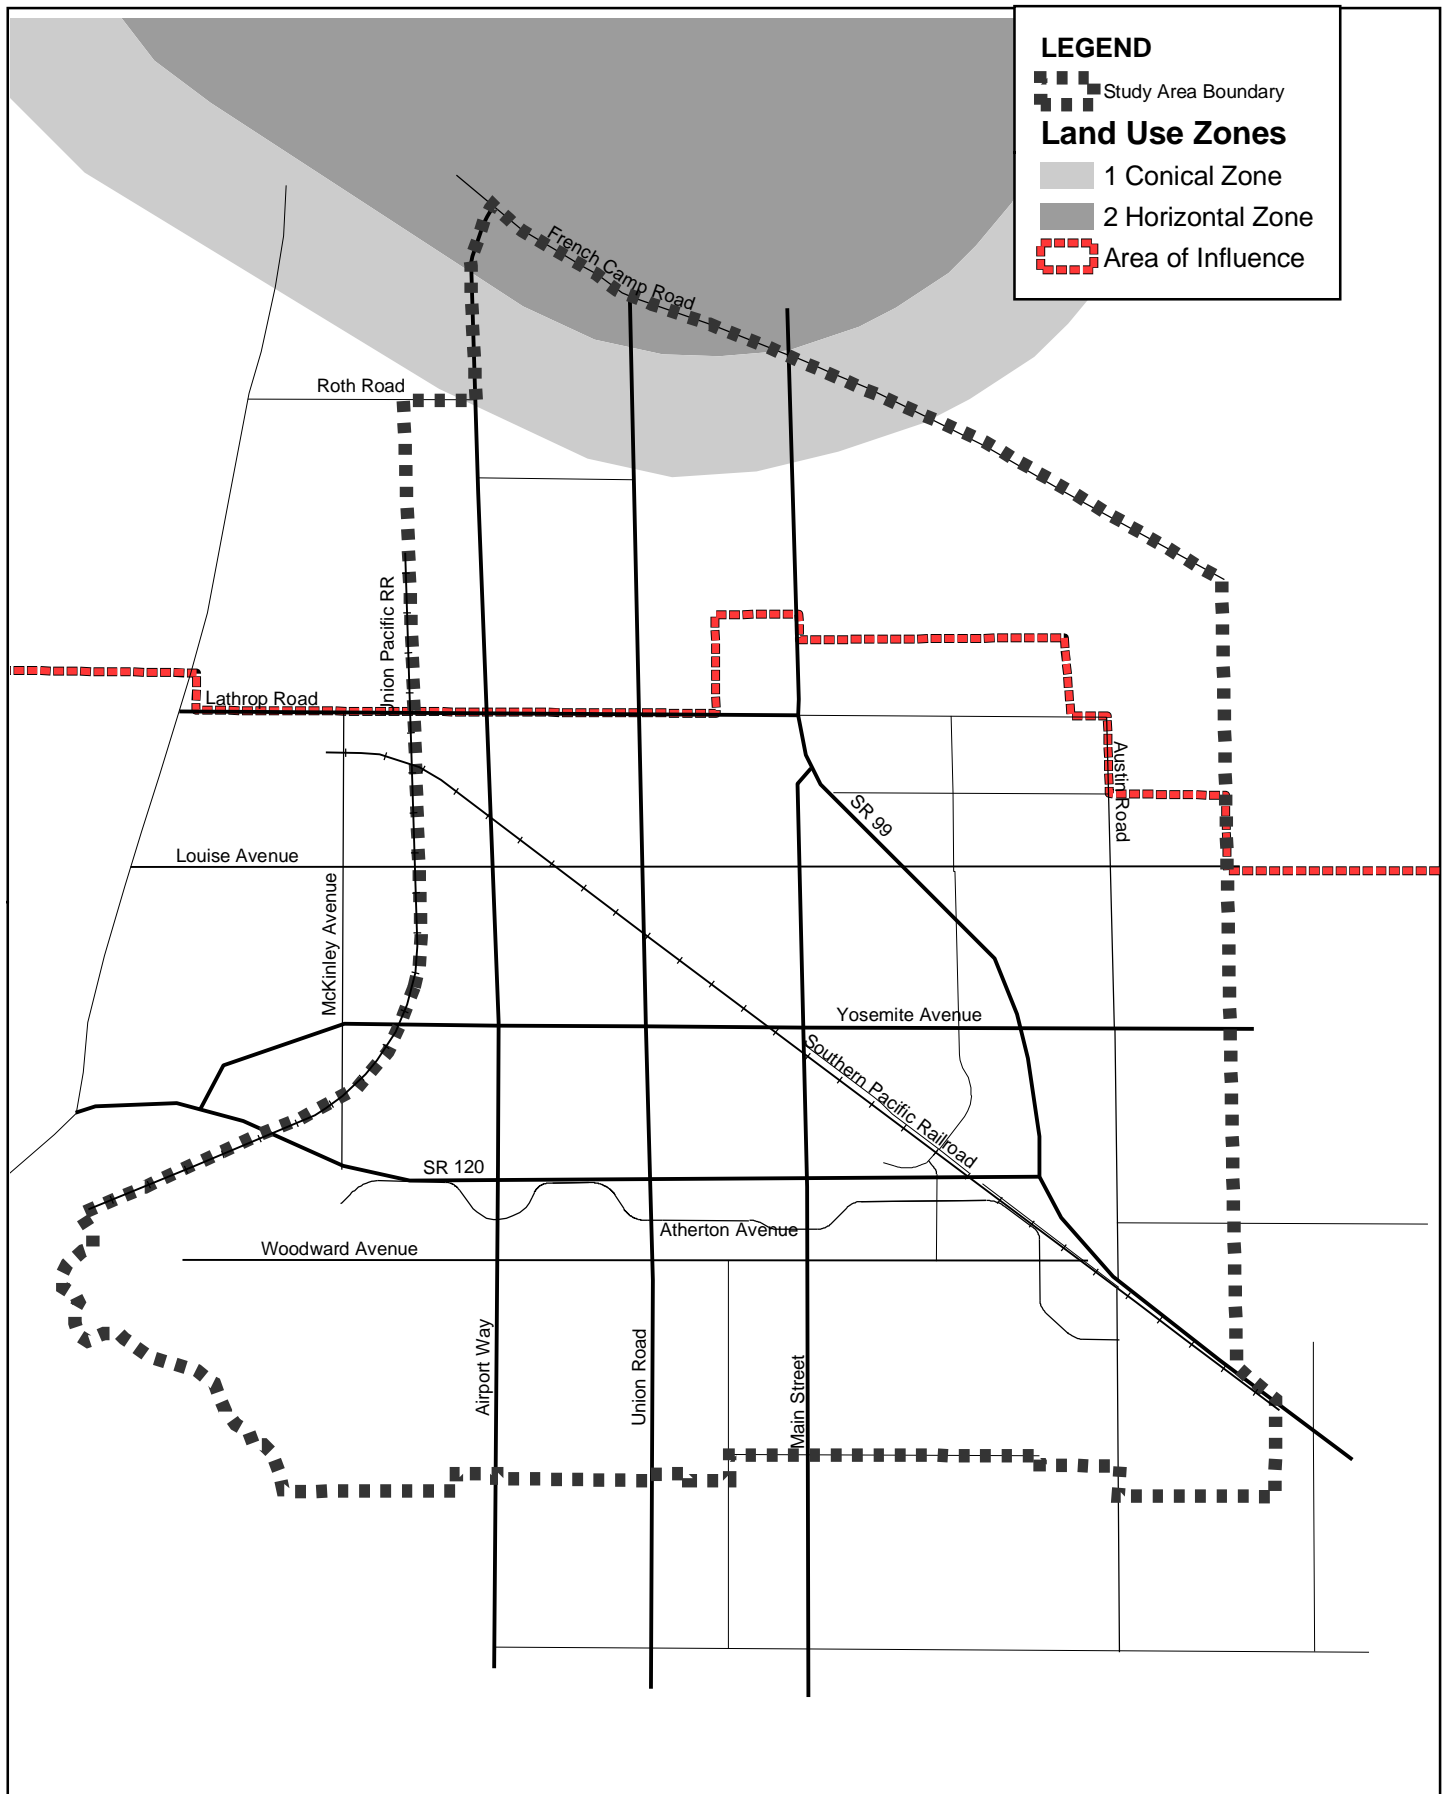 LEGEND
Study Area Boundary
Land Use Zones
1 Conical Zone
2 Horizontal Zone
Area of Influence
French Camp Road
Roth Road
Union Pacific RR
Lathrop Road
Austin Road
SR 99
Louise Avenue
McKinley Avenue
Yosemite Avenue
Southern Pacific Railroad
SR 120
Atherton Avenue
Woodward Avenue
Airport Way
Union Road
Main Street